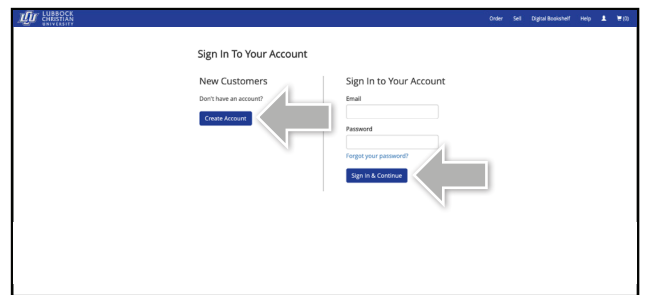 LCU LUBBOCK
CHRISTIAN
UNIVERSITY
Order Sell Digital Bookshelf Help (0)
Sign In To Your Account
New Customers
Don't have an account?
Create Account
Sign In to Your Account
Email
Password
Forgot your password?
Sign In & Continue